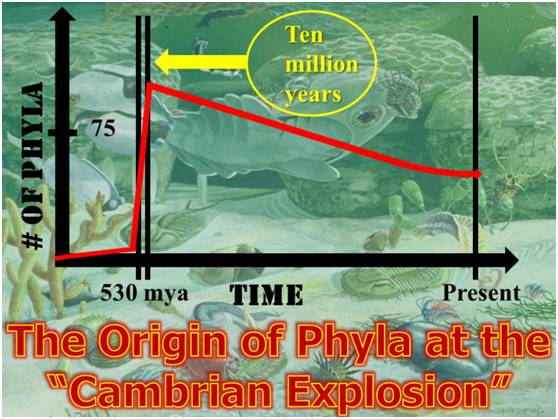 Ten
million
years
# OF PHYLA
75
530 mya
TIME
Present
The Origin of Phyla at the
“Cambrian Explosion”